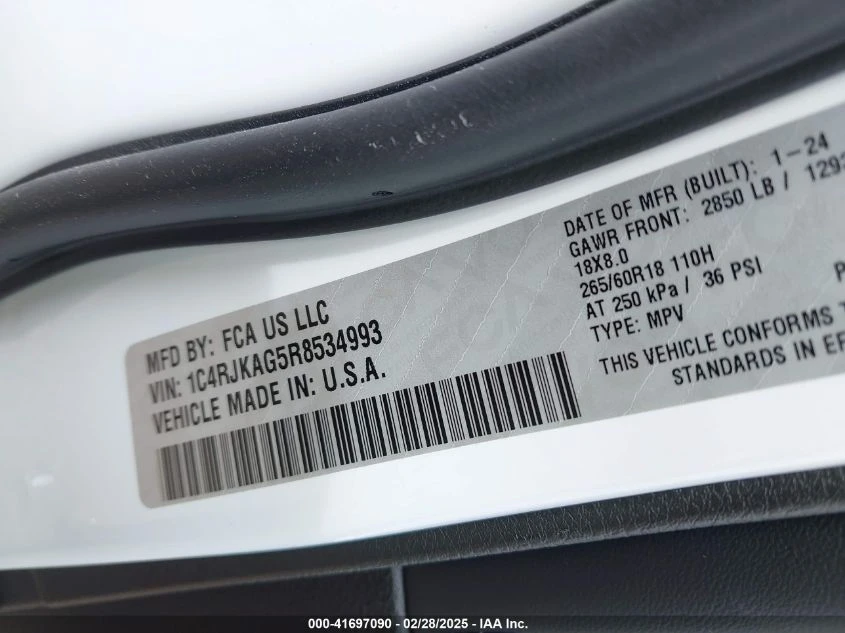 MFD BY: FCA US LLC
VIN: 1C4RJKAG5R8534993
VEHICLE MADE IN: U.S.A.
DATE OF MFR (BUILT): 1-24
GAWR FRONT: 2850 LB / 1293
18X8.0
265/60R18 110H
AT 250 kPa / 36 PSI
TYPE: MPV
THIS VEHICLE CONFORMS
STANDARDS IN
000-41697090 - 02/28/2025 - IAA Inc.